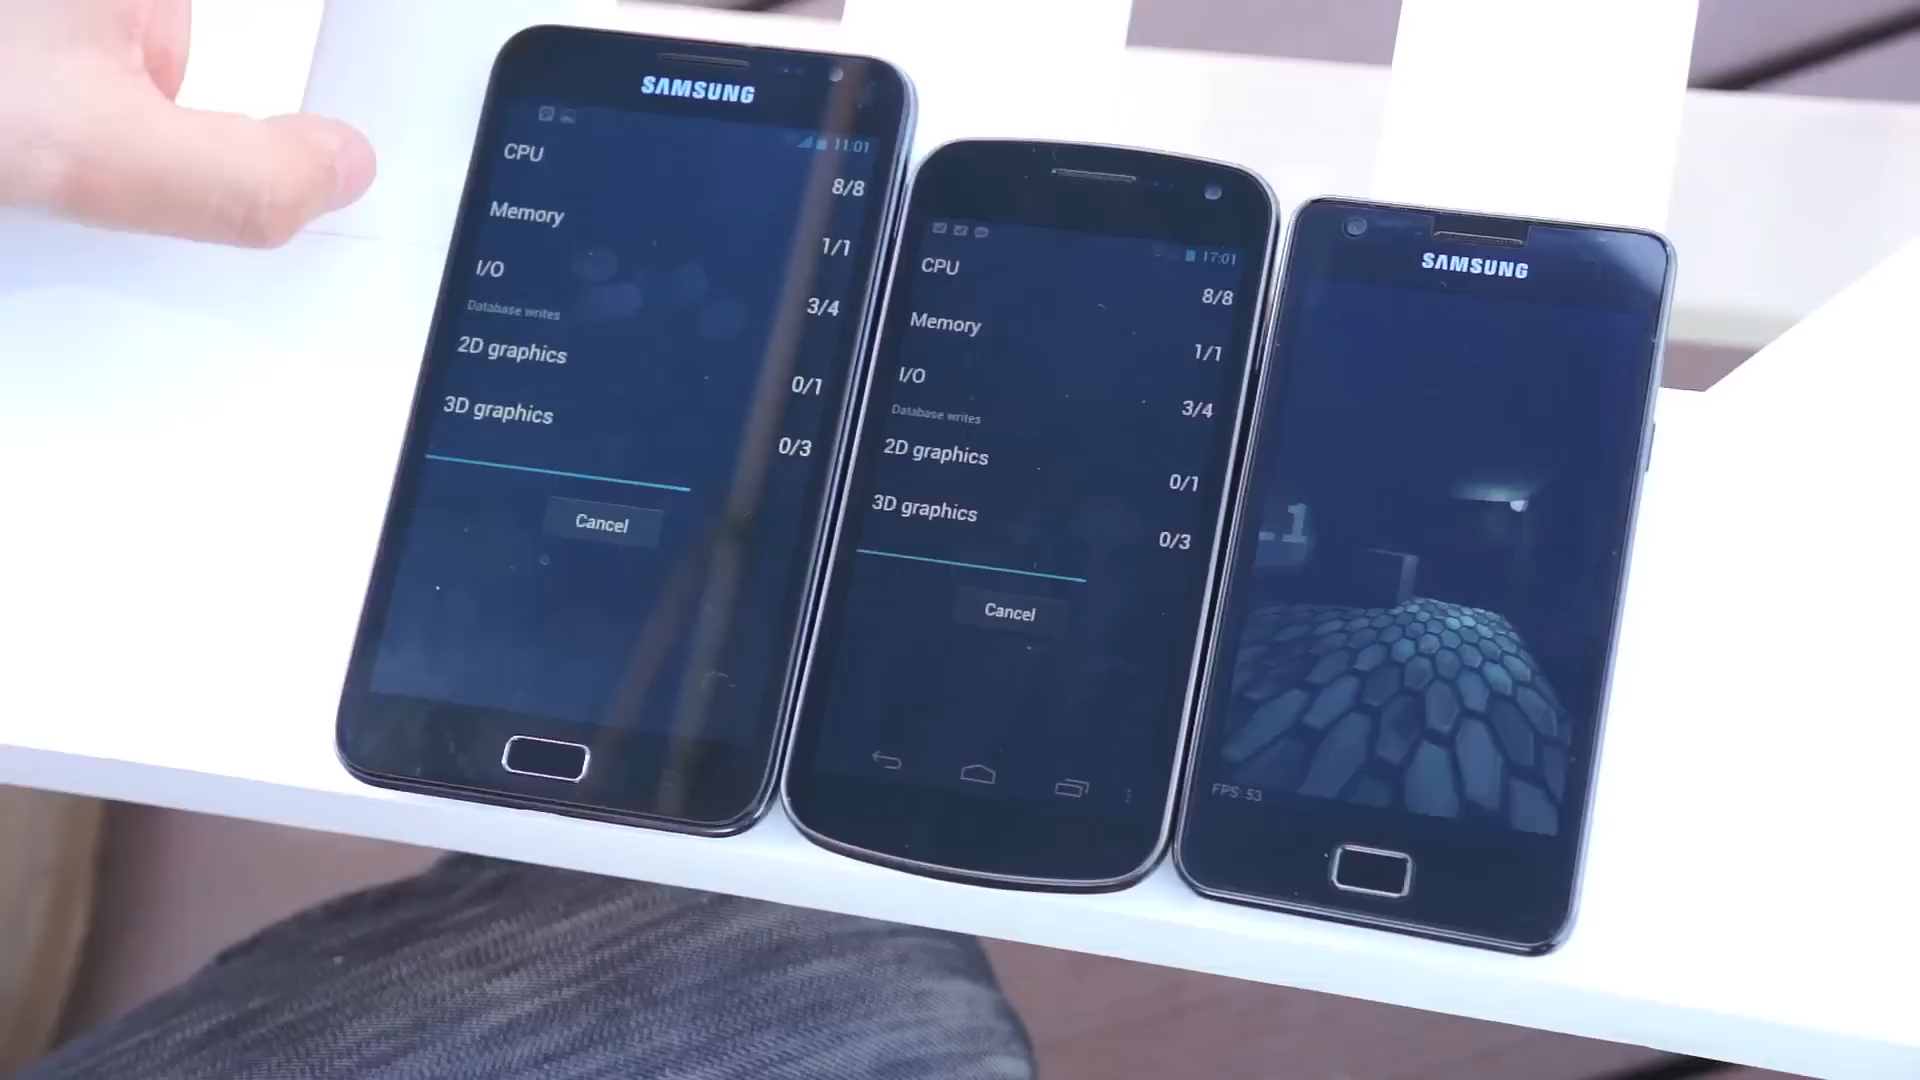 SAMSUNG
11:01
CPU
8/8
Memory
1/1
I/O
3/4
Database writes
2D graphics
0/1
3D graphics
0/3
Cancel
17:01
CPU
8/8
Memory
1/1
I/O
3/4
Database writes
2D graphics
0/1
3D graphics
0/3
Cancel
SAMSUNG
.1
FPS: 53